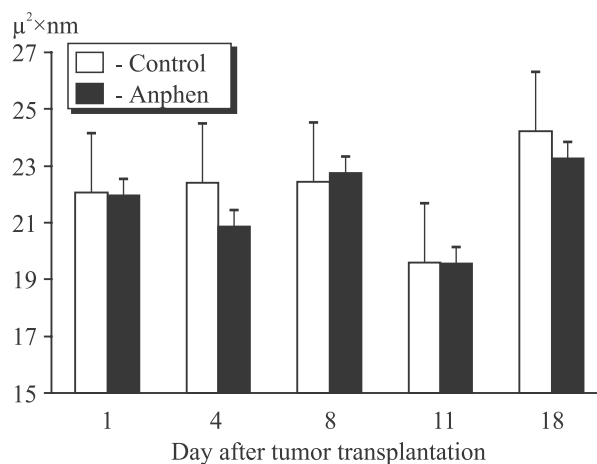 μ²×nm
27
- Control
- Anphen
25
23
21
19
17
15
1 4 8 11 18
Day after tumor transplantation